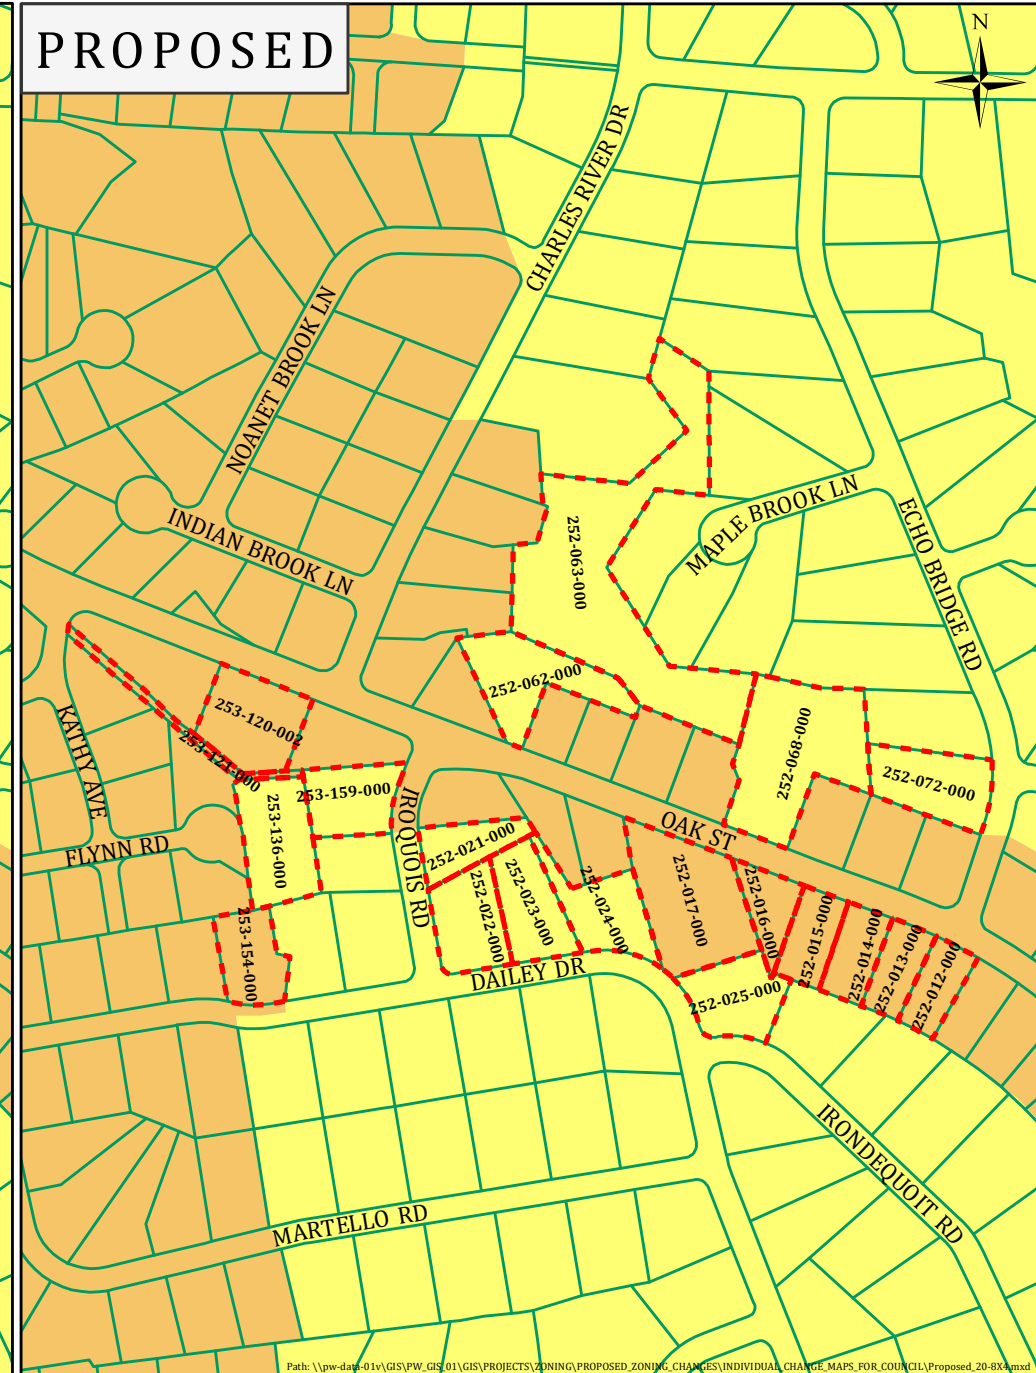 PROPOSED
N
CHARLES RIVER DR
NOANET BROOK LN
INDIAN BROOK LN
MAPLE BROOK LN
ECHO BRIDGE RD
252-063-000
252-062-000
253-120-002
KATHY AVE
253-121-000
252-068-000
252-072-000
253-159-000
253-136-000
IROQUOIS RD
OAK ST
FLYNN RD
252-021-000
252-022-000
252-023-000
252-024-000
252-017-000
252-016-000
252-015-000
252-014-000
252-013-000
252-012-000
253-154-000
DAILEY DR
252-025-000
IRONDEQUOIT RD
MARTELLO RD
Path: \\pw-data-01v\GIS\PW_GIS_01\GIS\PROJECTS\ZONING\PROPOSED_ZONING_CHANGES\INDIVIDUAL_CHANGE_MAPS_FOR_COUNCIL\Proposed_20-8X4.mxd